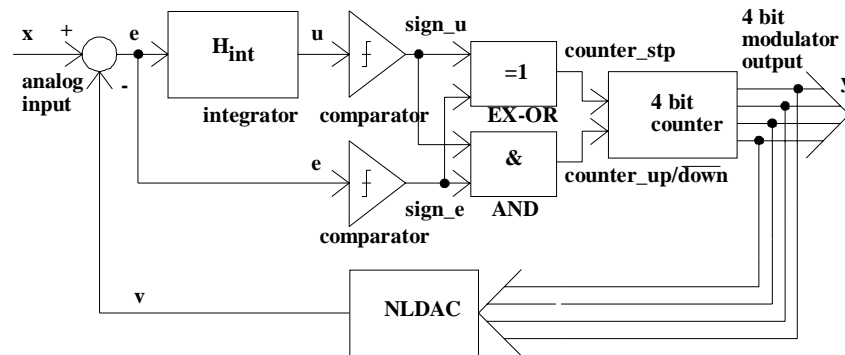 x + e
analog
input
-
H int
integrator
u
comparator
sign_u
=1
EX-OR
counter_stp
4 bit
counter
4 bit
modulator
output
y
e
comparator
sign_e
&
AND
counter_up/down
v
NLDAC